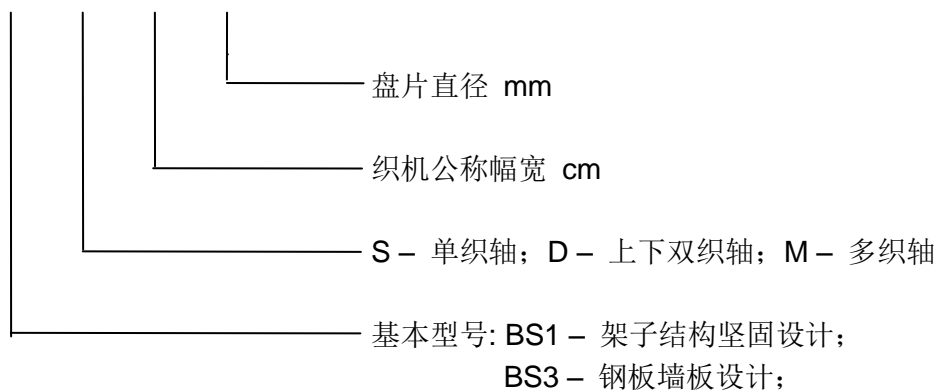 盘片直径 mm
织机公称幅宽 cm
S – 单织轴；D – 上下双织轴；M – 多织轴
基本型号: BS1 – 架子结构坚固设计；
BS3 – 钢板墙板设计；